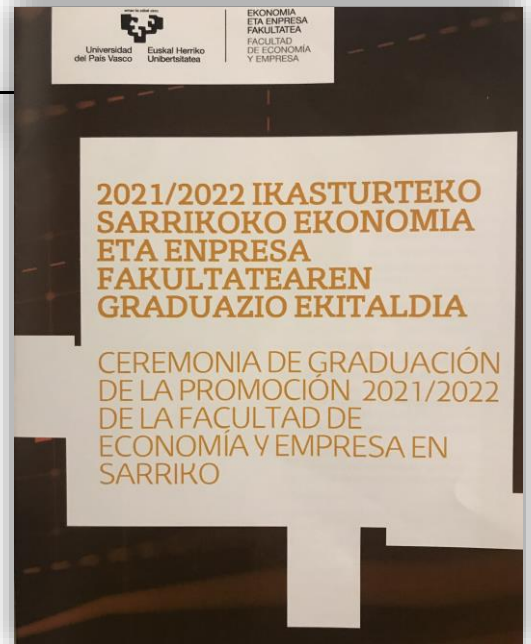 Universidad
del País Vasco
Euskal Herriko
Unibertsitatea
EKONOMIA
ETA ENPRESA
FAKULTATEA
FACULTAD
DE ECONOMÍA
Y EMPRESA
2021/2022 IKASTURTEKO
SARRIKOKO EKONOMIA
ETA ENPRESA
FAKULTATEAREN
GRADUAZIO EKITALDIA
CEREMONIA DE GRADUACIÓN
DE LA PROMOCIÓN 2021/2022
DE LA FACULTAD DE
ECONOMÍA Y EMPRESA EN
SARRIKO